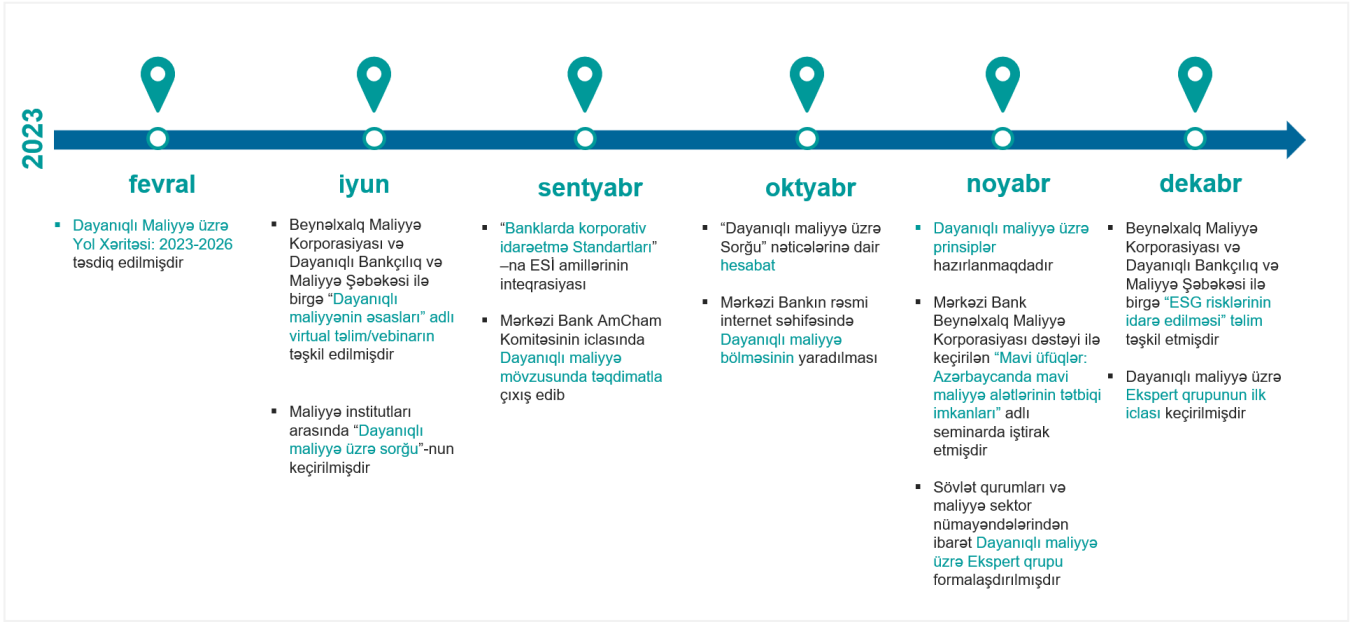 2023
fevral
▪ Dayanıqlı Maliyyə üzrə
Yol Xəritəsi: 2023-2026
təsdiq edilmişdir
iyun
▪ Beynəlxalq Maliyyə
Korporasiyası və
Dayanıqlı Bankçılıq və
Maliyyə Şəbəkəsi ilə
birgə “Dayanıqlı
maliyyənin əsasları” adlı
virtual təlim/vebinarın
təşkil edilmişdir
▪ Maliyyə institutları
arasında “Dayanıqlı
maliyyə üzrə sorğu”-nun
keçirilmişdir
sentyabr
▪ “Banklarda korporativ
idarəetmə Standartları”
–na ESİ amillərinin
inteqrasiyası
▪ Mərkəzi Bank AmCham
Komitəsinin iclasında
Dayanıqlı maliyyə
mövzusunda təqdimatla
çıxış edib
oktyabr
▪ “Dayanıqlı maliyyə üzrə
Sorğu” nəticələrinə dair
hesabat
▪ Mərkəzi Bankın rəsmi
internet səhifəsində
Dayanıqlı maliyyə
bölməsinin yaradılması
noyabr
▪ Dayanıqlı maliyyə üzrə
prinsiplər
hazırlanmaqdadır
▪ Mərkəzi Bank
Beynəlxalq Maliyyə
Korporasiyası dəstəyi ilə
keçirilən “Mavi üfüqlər:
Azərbaycanda mavi
maliyyə alətlərinin tətbiqi
imkanları” adlı
seminarda iştirak
etmişdir
▪ Sövlət qurumları və
maliyyə sektor
nümayəndələrindən
ibarət Dayanıqlı maliyyə
üzrə Ekspert qrupu
formalaşdırılmışdır
dekabr
▪ Beynəlxalq Maliyyə
Korporasiyası və
Dayanıqlı Bankçılıq və
Maliyyə Şəbəkəsi ilə
birgə “ESG risklərinin
idarə edilməsi” təlim
təşkil etmişdir
▪ Dayanıqlı maliyyə üzrə
Ekspert qrupunun ilk
iclası keçirilmişdir